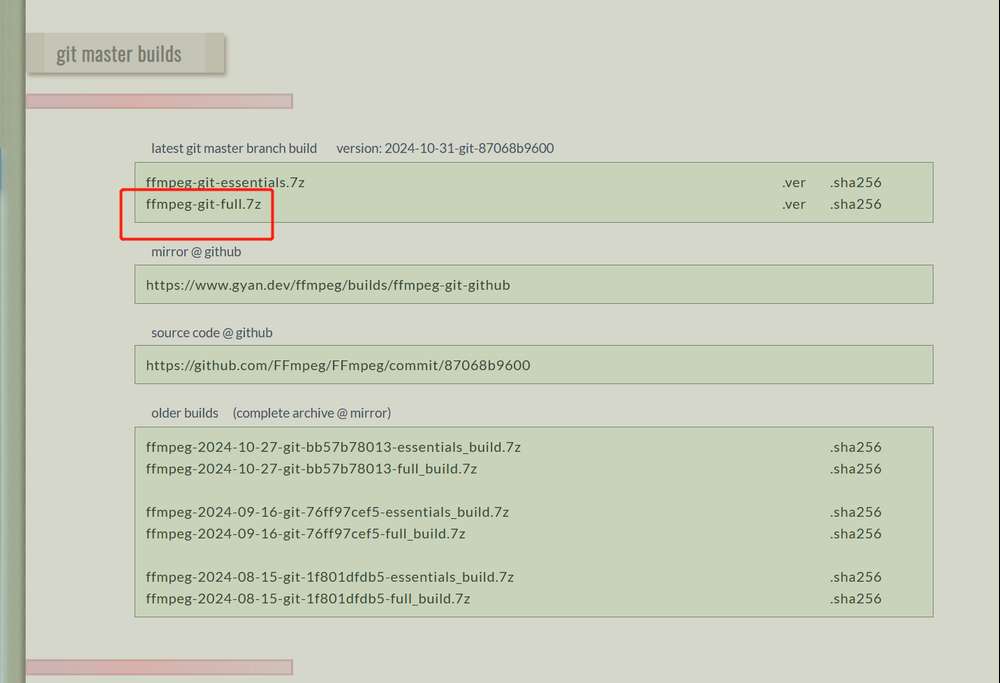 git master builds
latest git master branch build version: 2024-10-31-git-87068b9600
ffmpeg-git-essentials.7z .ver .sha256
ffmpeg-git-full.7z .ver .sha256
mirror @ github
https://www.gyan.dev/ffmpeg/builds/ffmpeg-git-github
source code @ github
https://github.com/FFmpeg/FFmpeg/commit/87068b9600
older builds (complete archive @ mirror)
ffmpeg-2024-10-27-git-bb57b78013-essentials_build.7z .sha256
ffmpeg-2024-10-27-git-bb57b78013-full_build.7z .sha256
ffmpeg-2024-09-16-git-76ff97cef5-essentials_build.7z .sha256
ffmpeg-2024-09-16-git-76ff97cef5-full_build.7z .sha256
ffmpeg-2024-08-15-git-1f801dfdb5-essentials_build.7z .sha256
ffmpeg-2024-08-15-git-1f801dfdb5-full_build.7z .sha256